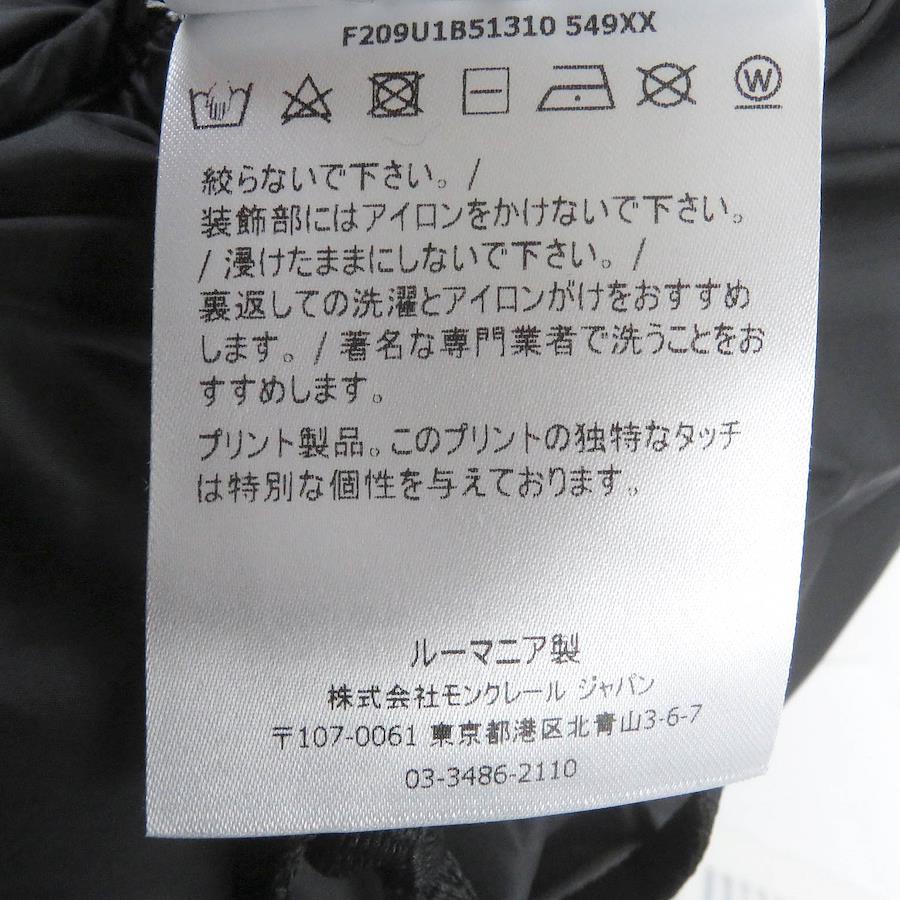 F209U1B51310 549XX
W
絞らないで下さい。/
装飾部にはアイロンをかけないで下さい。
/ 浸けたままにしないで下さい。/
裏返しての洗濯とアイロンがけをおすすめ
します。/ 著名な専門業者で洗うことをお
すすめします。
プリント製品。このプリントの独特なタッチ
は特別な個性を与えております。
ルーマニア製
株式会社モンクレール ジャパン
〒107-0061 東京都港区北青山3-6-7
03-3486-2110